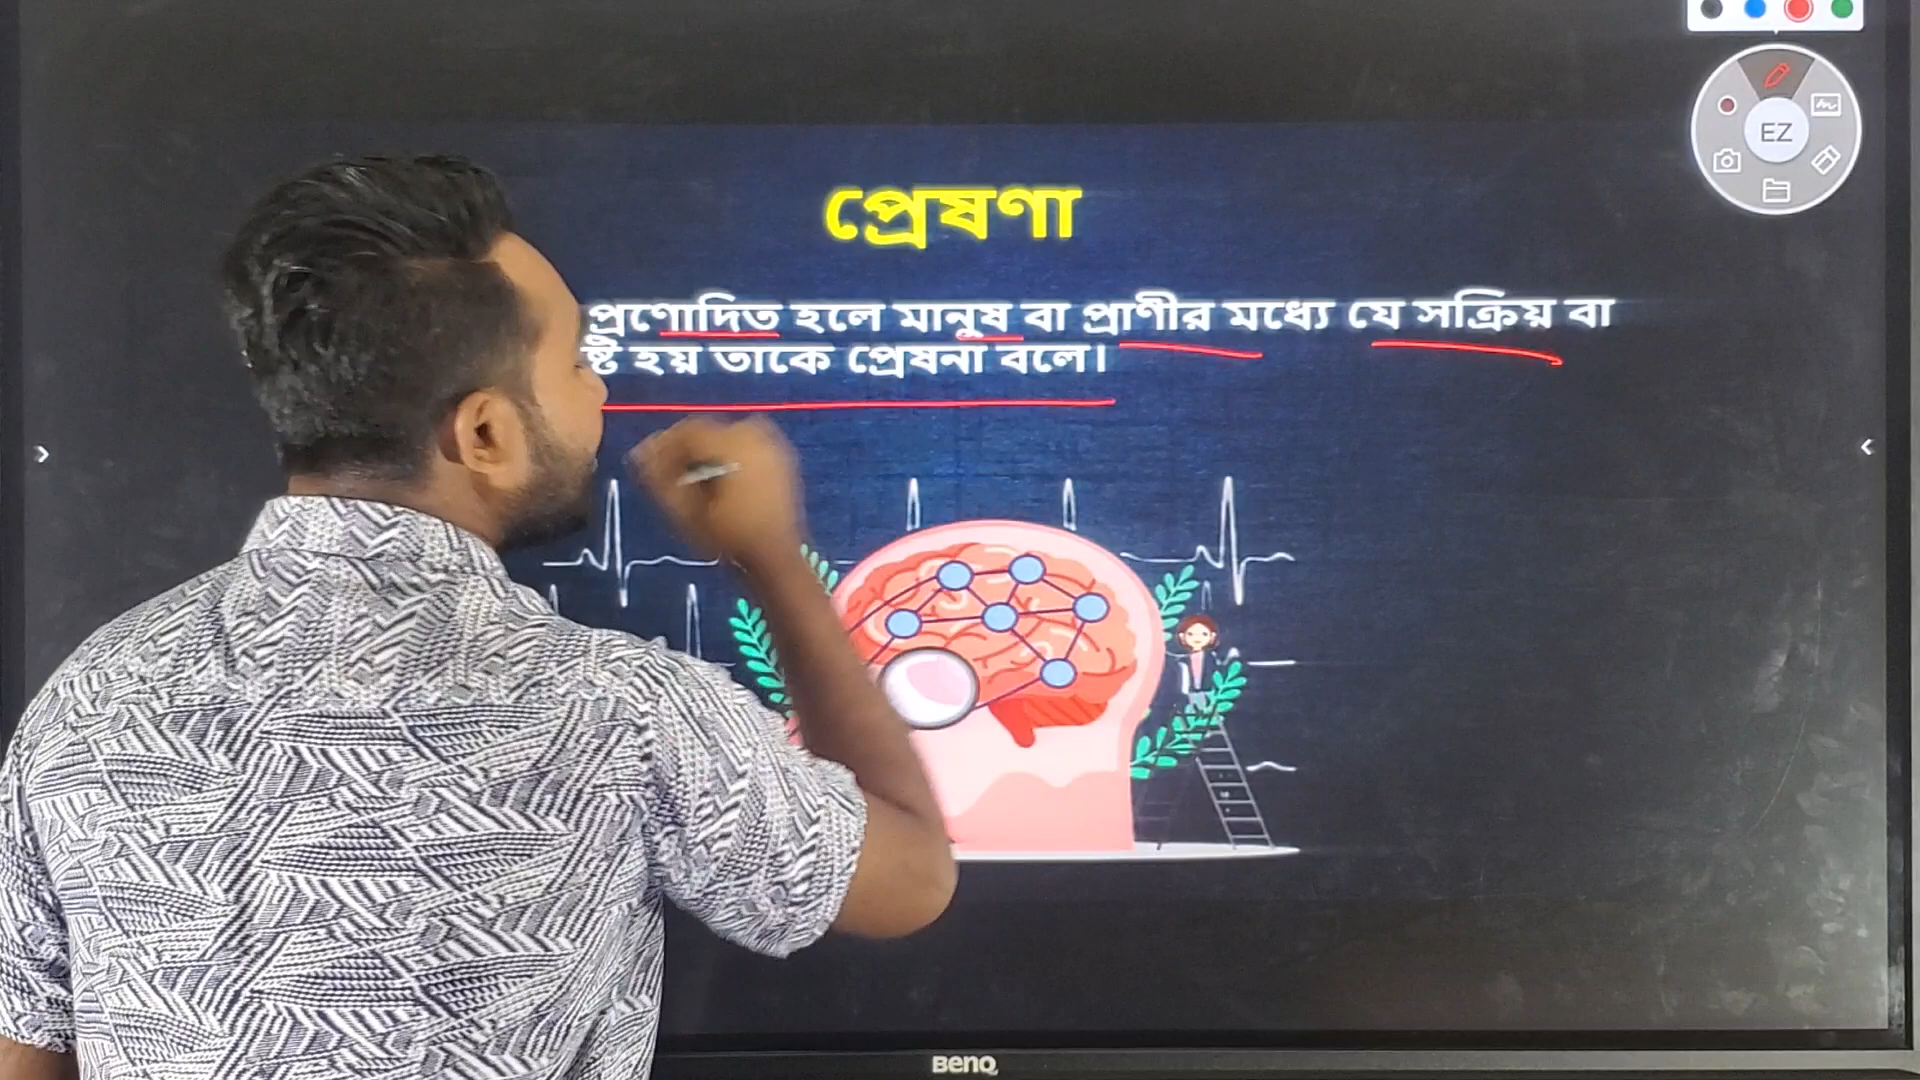 EZ
প্রেষণা
প্রণোদিত হলে মানুষ বা প্রাণীর মধ্যে যে সক্রিয় বা
হয় তাকে প্রেষনা বলে।
BenQ